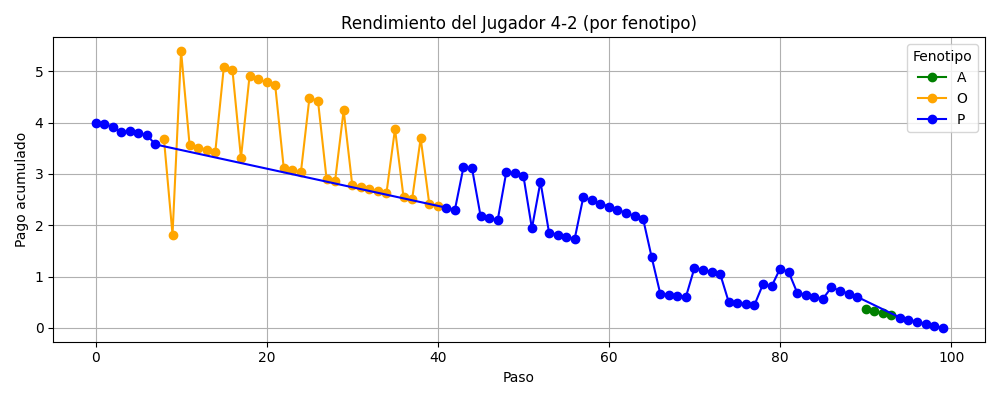 Rendimiento del Jugador 4-2 (por fenotipo)
Pago acumulado
5
4
3
2
1
0
Fenotipo
A
O
P
0 20 40 60 80 100
Paso